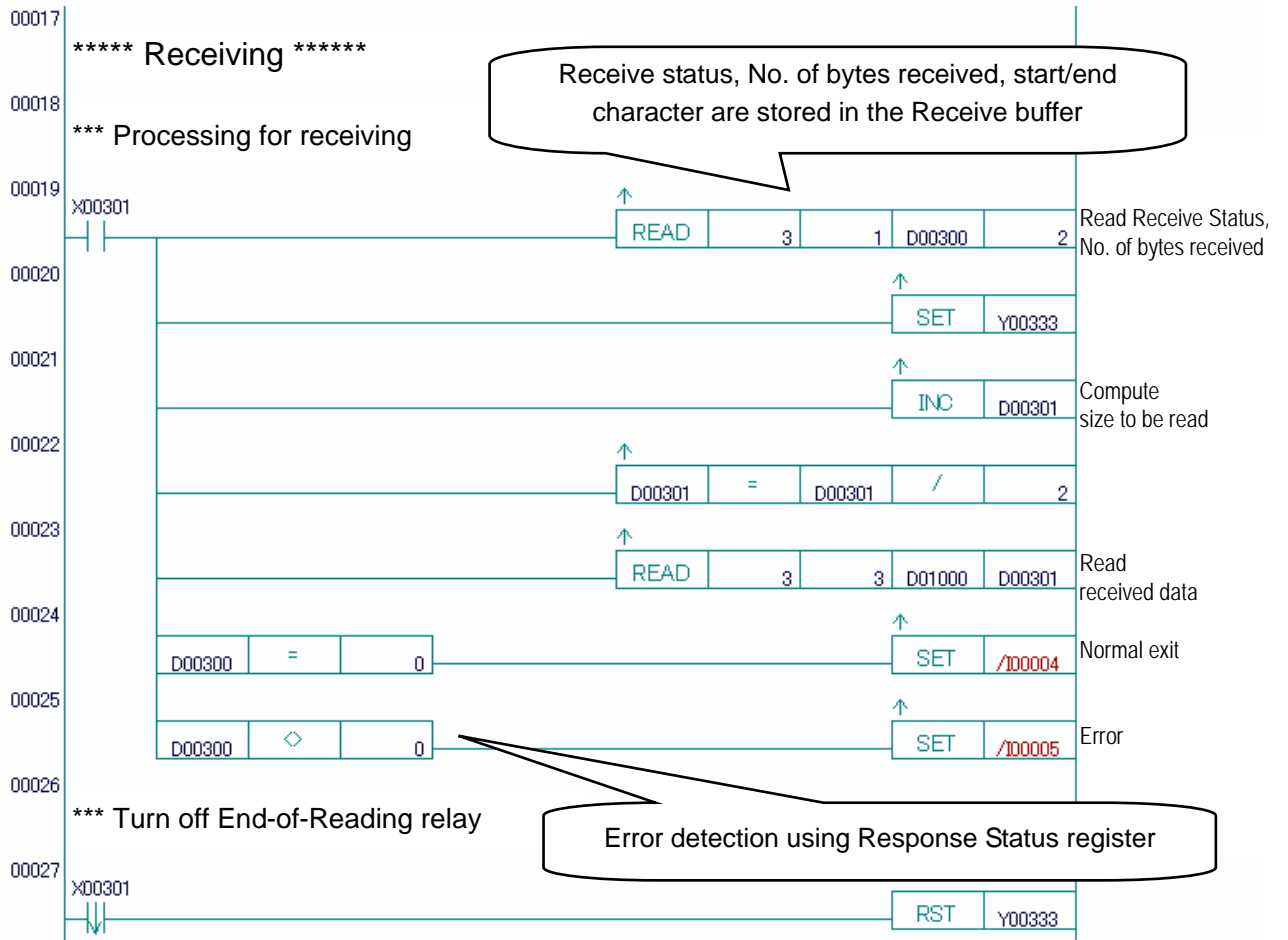 00017
***** Receiving ******
Receive status, No. of bytes received, start/end
character are stored in the Receive buffer
00018
*** Processing for receiving
00019
X00301
READ 3 1 D00300 2
Read Receive Status,
No. of bytes received
00020
SET Y00333
00021
INC D00301
Compute
size to be read
00022
D00301 = D00301 / 2
00023
READ 3 3 D01000 D00301
Read
received data
00024
D00300 = 0
SET /I00004
Normal exit
00025
D00300 <> 0
SET /I00005
Error
00026
*** Turn off End-of-Reading relay
Error detection using Response Status register
00027
X00301
RST Y00333